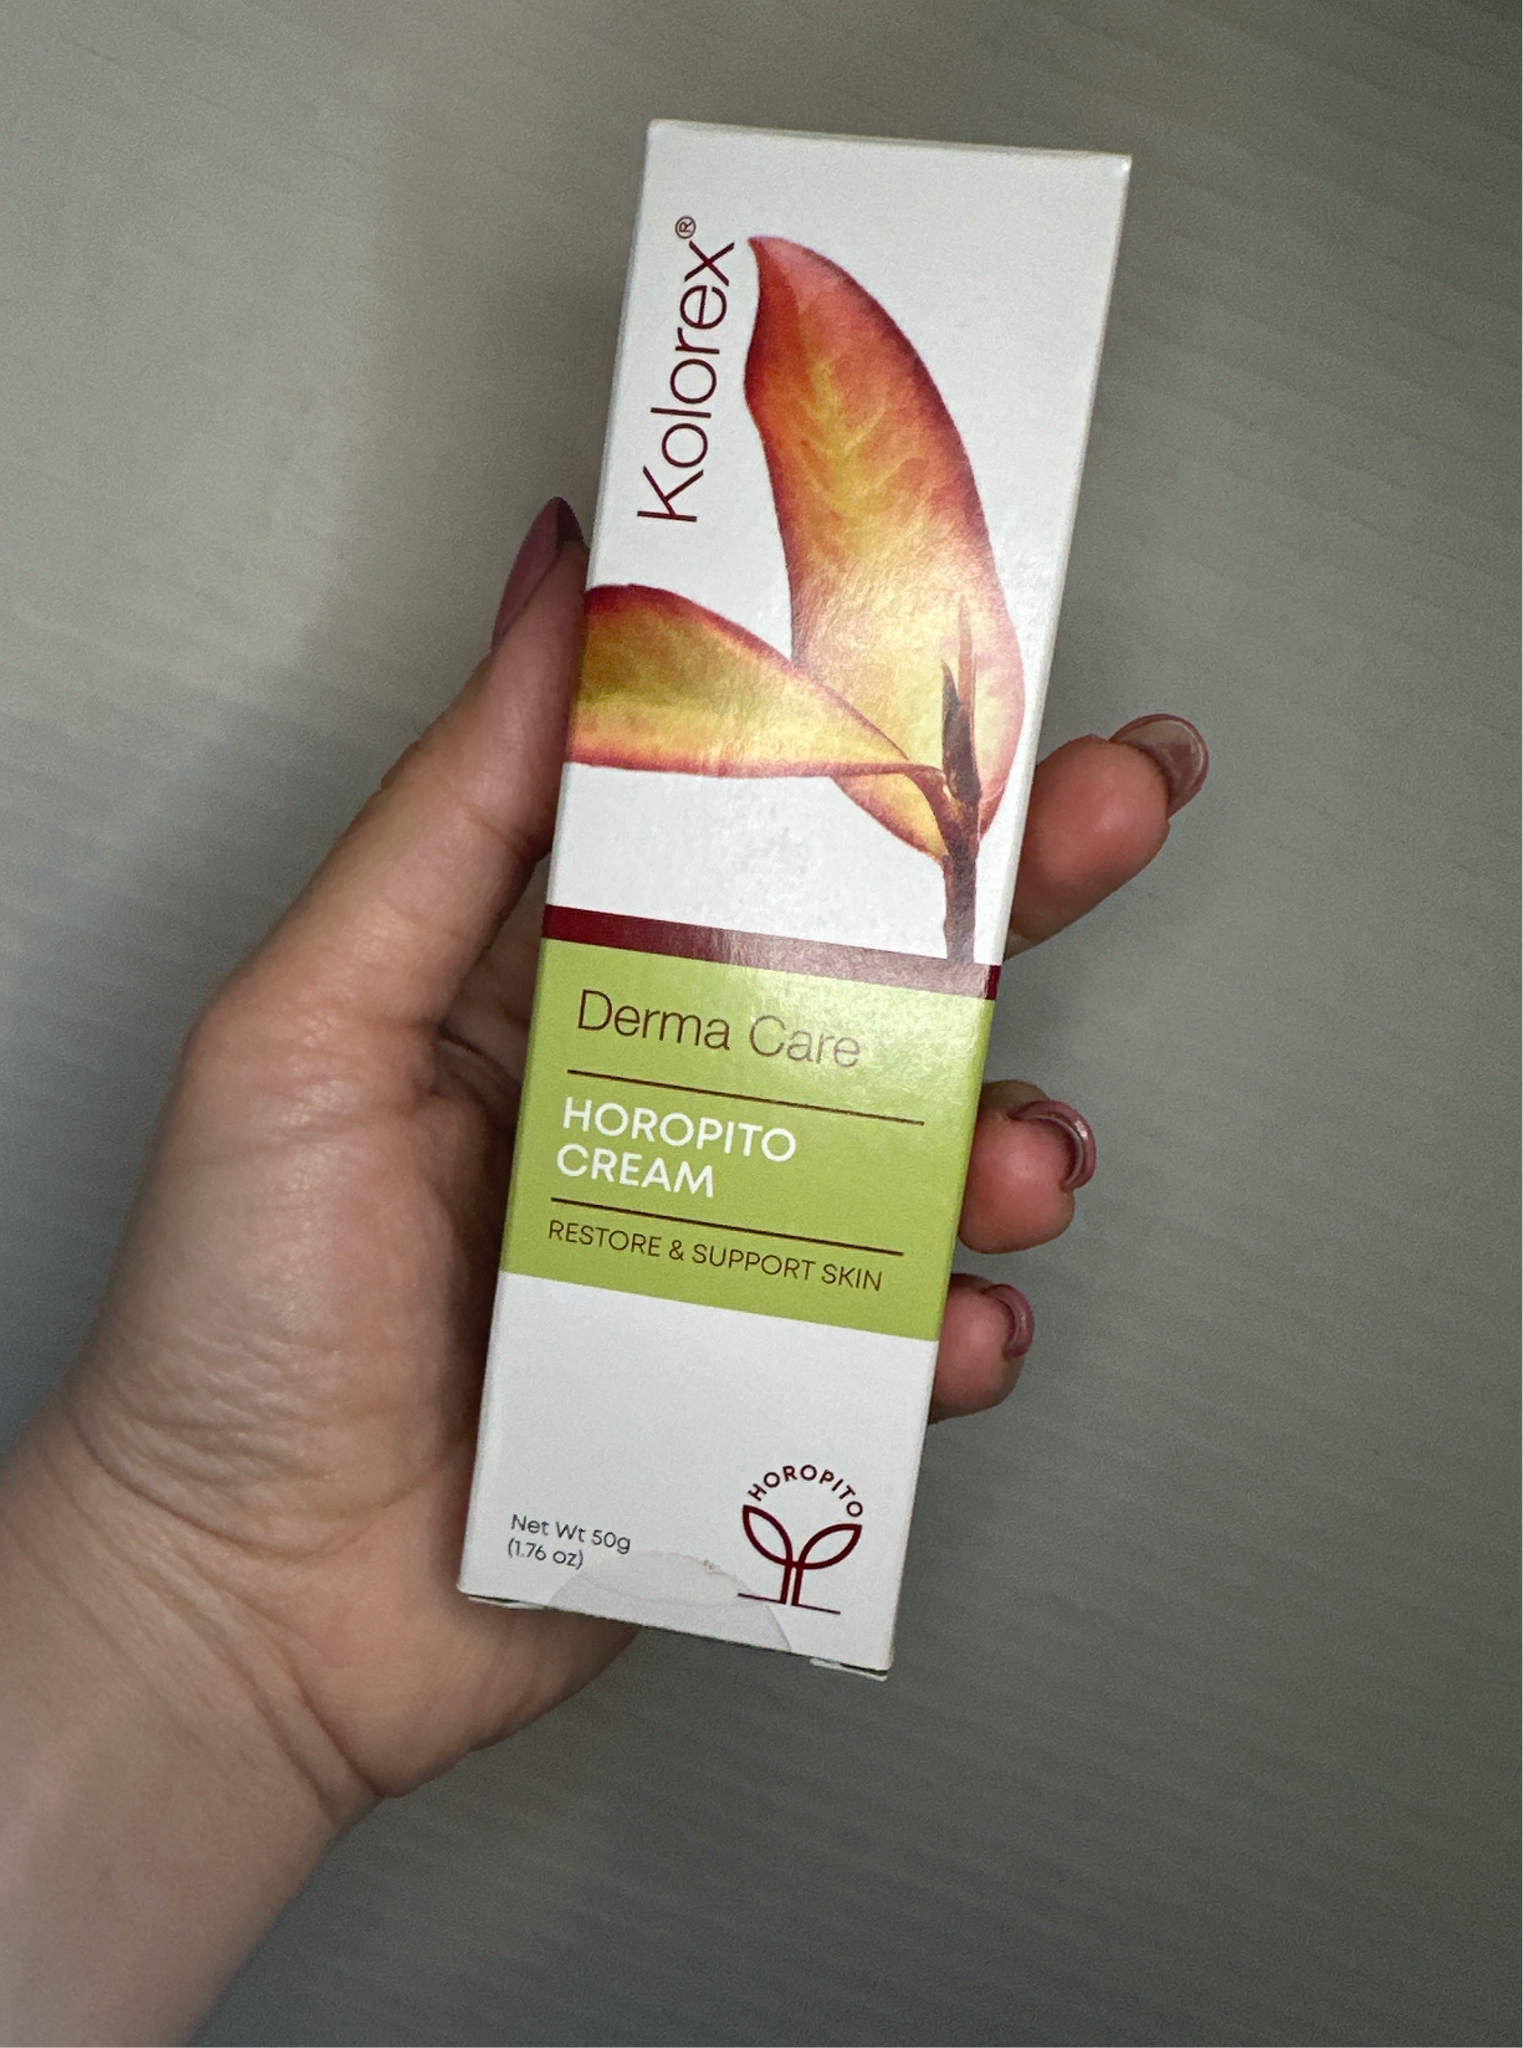 Kolorex®
Derma Care
HOROPITO
CREAM
RESTORE & SUPPORT SKIN
HOROPITO
Net Wt 50g
(1.76 oz)